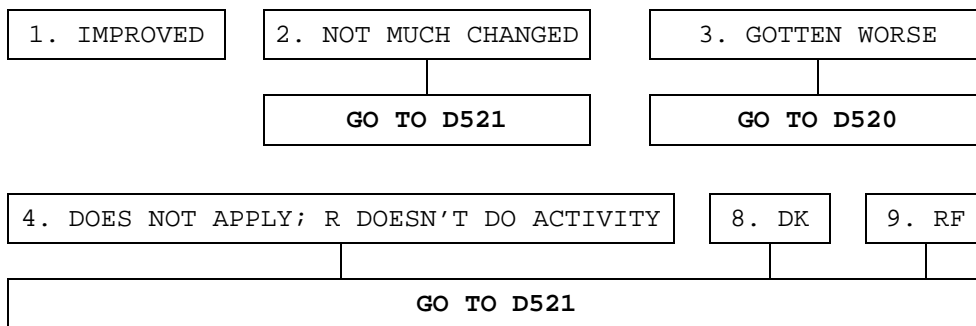 1. IMPROVED 2. NOT MUCH CHANGED 3. GOTTEN WORSE
GO TO D521 GO TO D520
4. DOES NOT APPLY; R DOESN'T DO ACTIVITY 8. DK 9. RF
GO TO D521